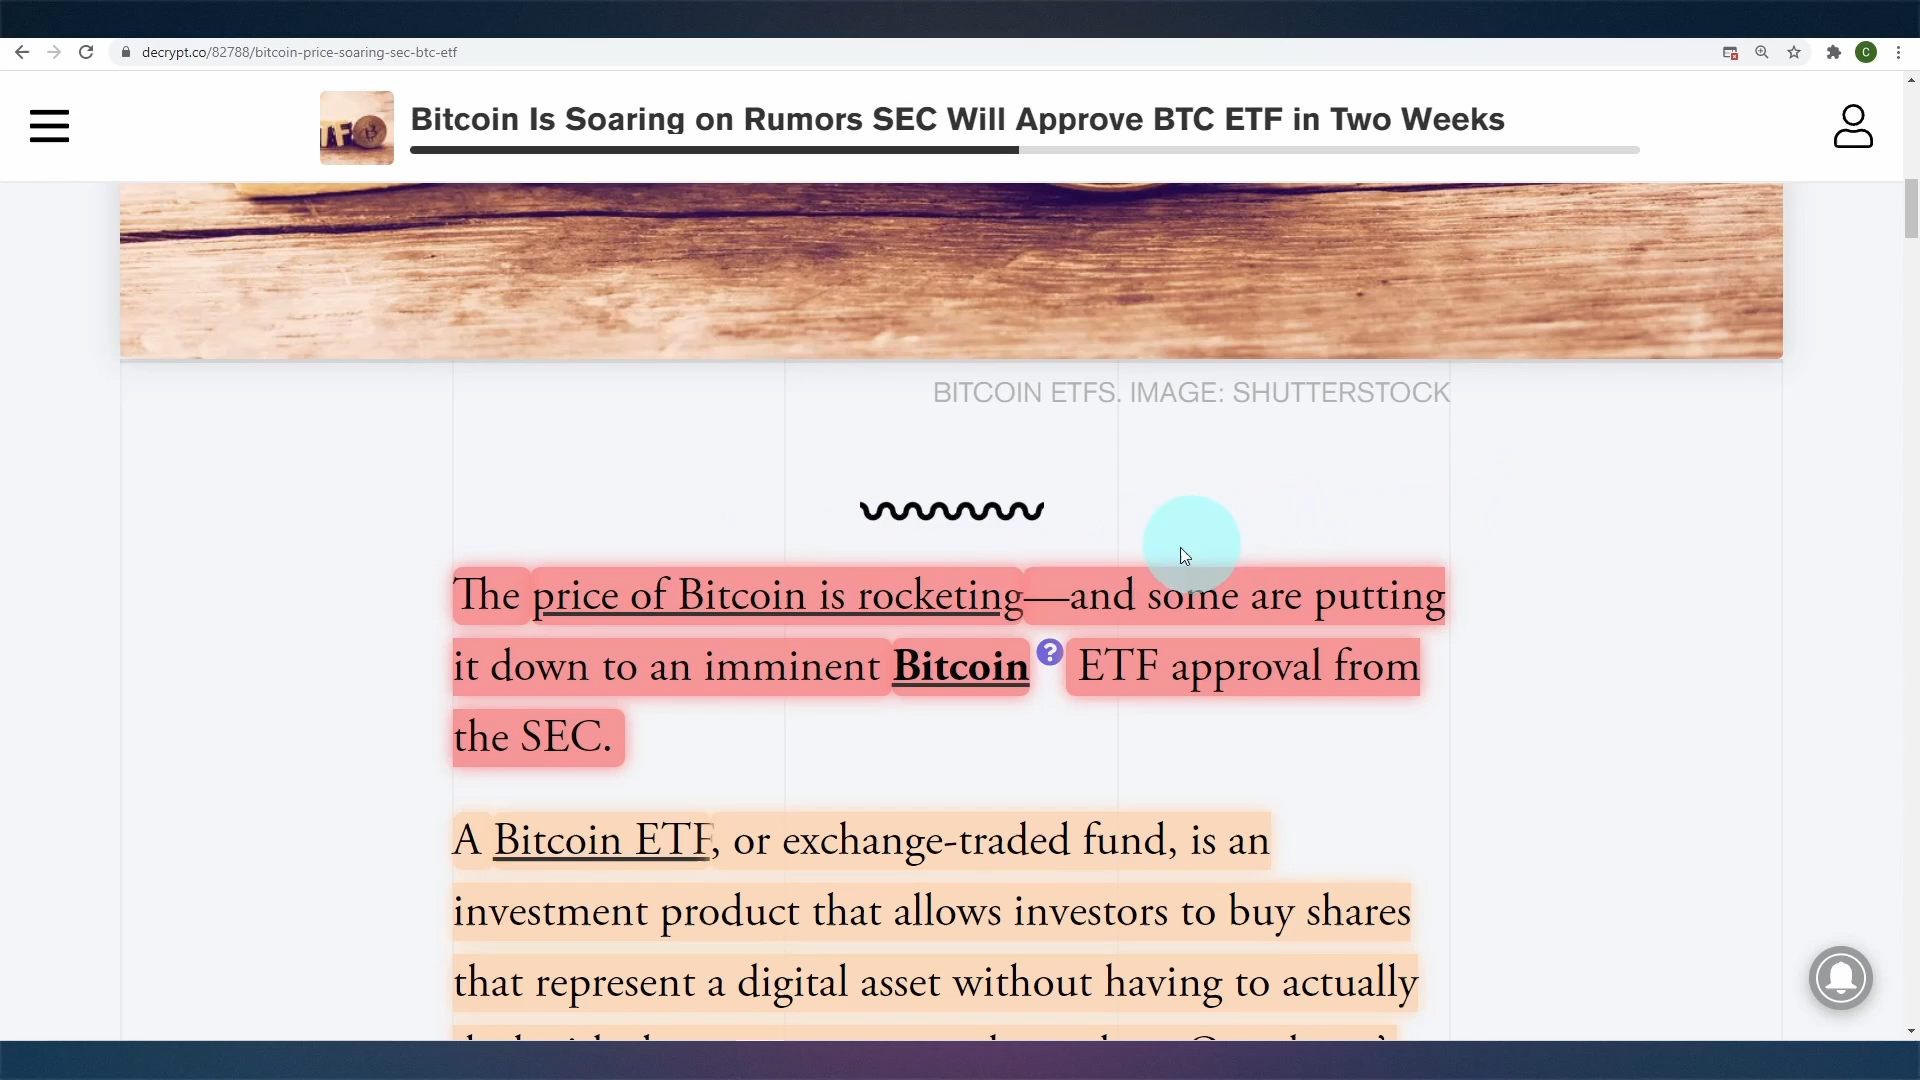 decrypt.co/82788/bitcoin-price-soaring-sec-btc-etf
C
Bitcoin Is Soaring on Rumors SEC Will Approve BTC ETF in Two Weeks
BITCOIN ETFS. IMAGE: SHUTTERSTOCK
The price of Bitcoin is rocketing—and some are putting
it down to an imminent Bitcoin ? ETF approval from
the SEC.
A Bitcoin ETF, or exchange-traded fund, is an
investment product that allows investors to buy shares
that represent a digital asset without having to actually